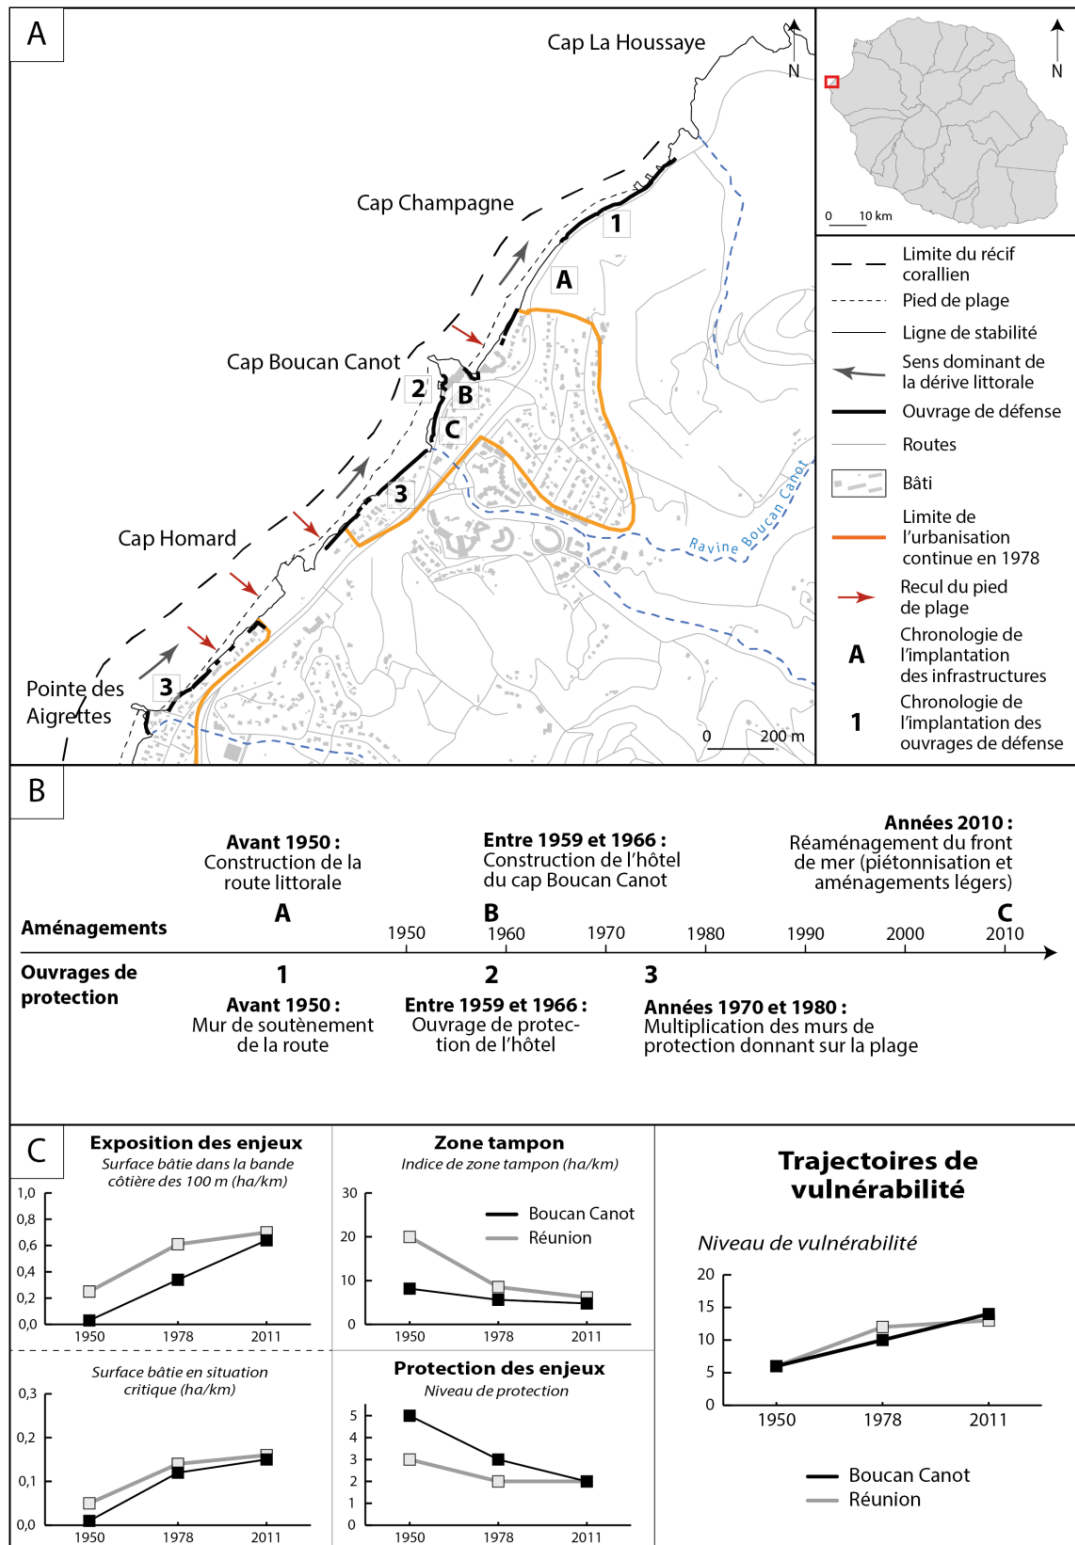 A
Cap La Houssaye
N
Cap Champagne
1
A
Cap Boucan Canot
2
B
C
3
Cap Homard
Ravine Boucan Canot
3
Pointe des
Aigrettes
0 200 m
N
0 10 km
Limite du récif
corallien
Pied de plage
Ligne de stabilité
Sens dominant de
la dérive littorale
Ouvrage de défense
Routes
Bâti
Limite de
l'urbanisation
continue en 1978
Recul du pied
de plage
A
Chronologie de
l'implantation
des infrastructures
1
Chronologie de
l'implantation des
ouvrages de défense
B
Avant 1950 :
Construction de la
route littorale
Entre 1959 et 1966 :
Construction de l'hôtel
du cap Boucan Canot
Années 2010 :
Réaménagement du front
de mer (piétonnisation et
aménagements légers)
Aménagements
A B C
1950 1960 1970 1980 1990 2000 2010
Ouvrages de
protection
1 2 3
Avant 1950 :
Mur de soutènement
de la route
Entre 1959 et 1966 :
Ouvrage de protec-
tion de l'hôtel
Années 1970 et 1980 :
Multiplication des murs de
protection donnant sur la plage
C
Exposition des enjeux
Surface bâtie dans la bande
côtière des 100 m (ha/km)
1,0
0,8
0,6
0,4
0,2
0,0
1950 1978 2011
Surface bâtie en situation
critique (ha/km)
0,3
0,2
0,1
0,0
1950 1978 2011
Zone tampon
Indice de zone tampon (ha/km)
30
20
10
0
Boucan Canot
Réunion
1950 1978 2011
Protection des enjeux
Niveau de protection
5
4
3
2
1
0
1950 1978 2011
Trajectoires de
vulnérabilité
Niveau de vulnérabilité
20
15
10
5
0
1950 1978 2011
Boucan Canot
Réunion